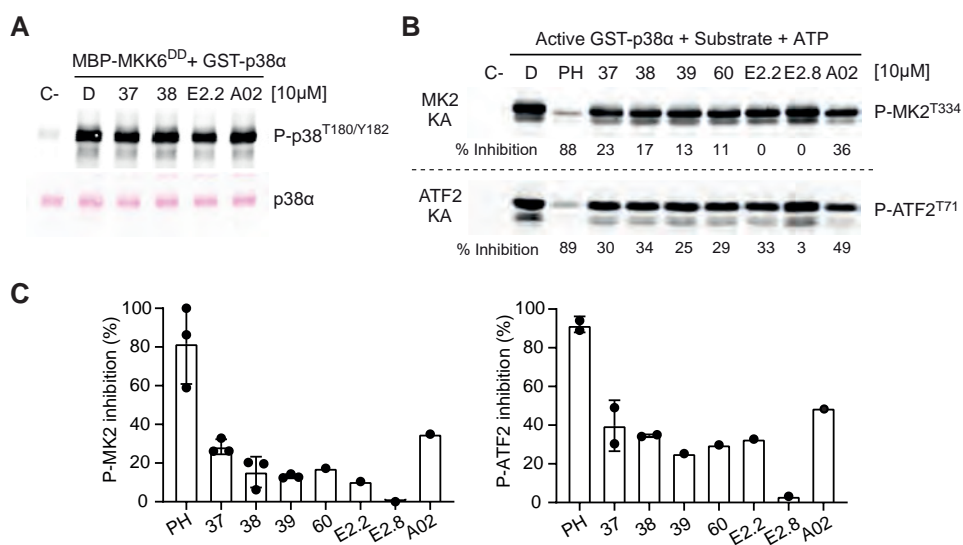 A
MBP-MKK6DD + GST-p38α
C- D 37 38 E2.2 A02 [10µM]
P-p38T180/Y182
p38α
B
Active GST-p38α + Substrate + ATP
C- D PH 37 38 39 60 E2.2 E2.8 A02 [10µM]
MK2
KA
P-MK2T334
% Inhibition 88 23 17 13 11 0 0 36
ATF2
KA
P-ATF2T71
% Inhibition 89 30 34 25 29 33 3 49
C
P-MK2 inhibition (%)
100
80
60
40
20
0
PH 37 38 39 60 E2.2 E2.8 A02
P-ATF2 inhibition (%)
100
80
60
40
20
0
PH 37 38 39 60 E2.2 E2.8 A02